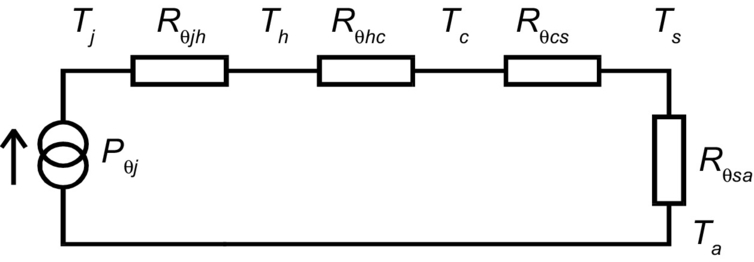 Tj Rθjh Th Rθhc Tc Rθcs Ts
Pθj
Rθsa
Ta